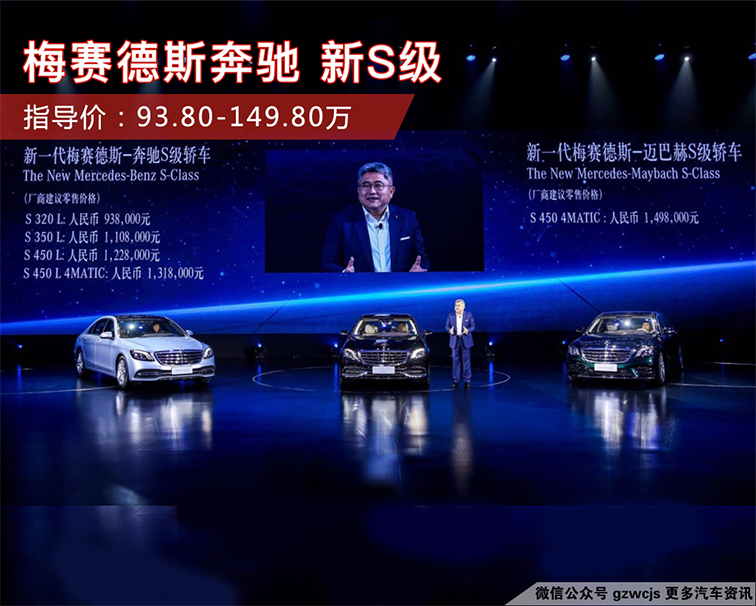 梅赛德斯奔驰 新S级
指导价：93.80-149.80万
新一代梅赛德斯-奔驰S级轿车
The New Mercedes-Benz S-Class
(厂商建议零售价格)
S 320 L: 人民币 938,000元
S 350 L: 人民币 1,108,000元
S 450 L: 人民币 1,228,000元
S 450 L 4MATIC: 人民币 1,318,000元
新一代梅赛德斯-迈巴赫S级轿车
The New Mercedes-Maybach S-Class
(厂商建议零售价格)
S 450 4MATIC : 人民币 1,498,000元
微信公众号 gzwcjs 更多汽车资讯